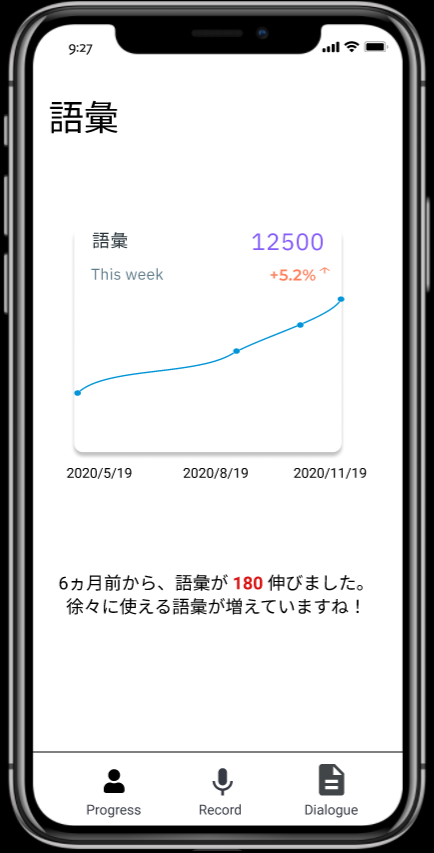 9:27
語彙
語彙
12500
This week
+5.2%
2020/5/19
2020/8/19
2020/11/19
6ヵ月前から、語彙が 180 伸びました。
徐々に使える語彙が増えていますね！
Progress
Record
Dialogue